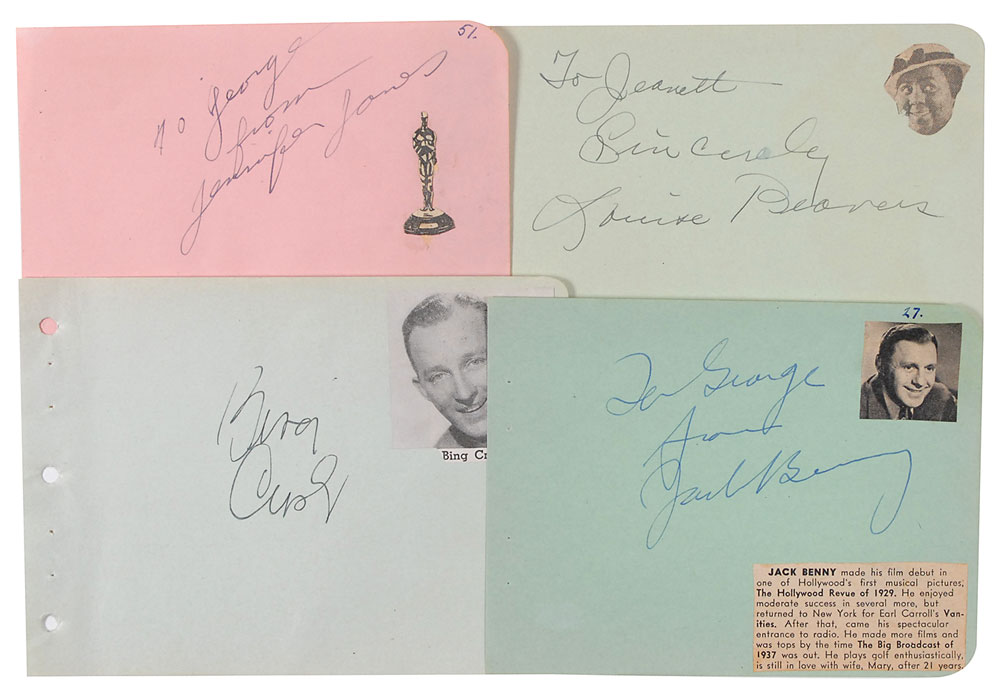 51.
To George
from
Jennifer Jones
To Jeanett
Sincerely
Louise Beavers
Bing
Crosby
Bing Cr
27.
For George
from
Jack Benny
JACK BENNY made his film debut in
one of Hollywood's first musical pictures,
The Hollywood Revue of 1929. He enjoyed
moderate success in several more, but
returned to New York for Earl Carroll's Van-
ities. After that, came his spectacular
entrance to radio. He made more films and
was tops by the time The Big Broadcast of
1937 was out. He plays golf enthusiastically,
is still in love with wife, Mary, after 21 years.